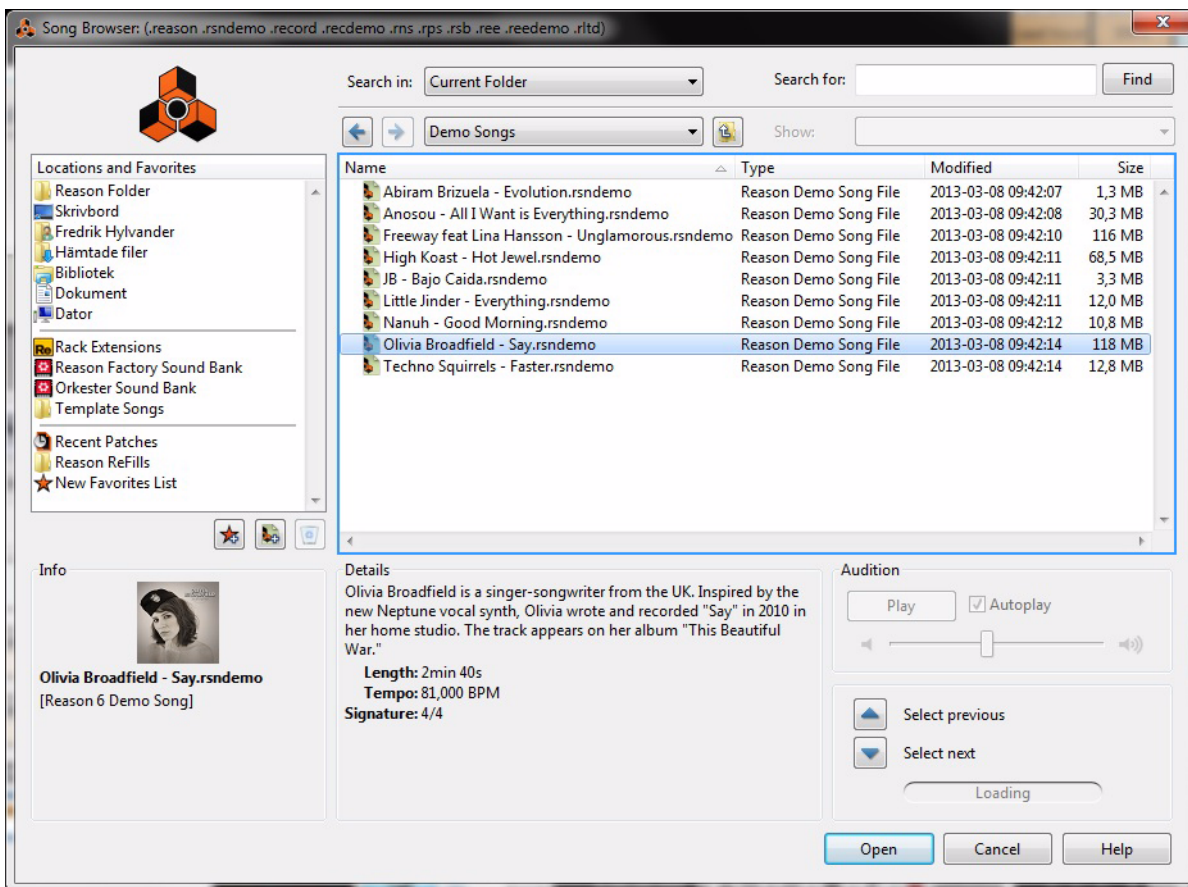 Song Browser: (.reason .rsndemo .record .recdemo .rns .rps .rsb .ree .reedemo .rltd)
Search in: Current Folder Search for: Find
Demo Songs Show:
Locations and Favorites
Reason Folder
Skrivbord
Fredrik Hylvander
Hämtade filer
Bibliotek
Dokument
Dator
Re Rack Extensions
Reason Factory Sound Bank
Orkester Sound Bank
Template Songs
Recent Patches
Reason ReFills
New Favorites List
Name Type Modified Size
Abiram Brizuela - Evolution.rsndemo Reason Demo Song File 2013-03-08 09:42:07 1,3 MB
Anosou - All I Want is Everything.rsndemo Reason Demo Song File 2013-03-08 09:42:08 30,3 MB
Freeway feat Lina Hansson - Unglamorous.rsndemo Reason Demo Song File 2013-03-08 09:42:10 116 MB
High Koast - Hot Jewel.rsndemo Reason Demo Song File 2013-03-08 09:42:11 68,5 MB
JB - Bajo Caida.rsndemo Reason Demo Song File 2013-03-08 09:42:11 3,3 MB
Little Jinder - Everything.rsndemo Reason Demo Song File 2013-03-08 09:42:11 12,0 MB
Nanuh - Good Morning.rsndemo Reason Demo Song File 2013-03-08 09:42:12 10,8 MB
Olivia Broadfield - Say.rsndemo Reason Demo Song File 2013-03-08 09:42:14 118 MB
Techno Squirrels - Faster.rsndemo Reason Demo Song File 2013-03-08 09:42:14 12,8 MB
Info
Olivia Broadfield - Say.rsndemo
[Reason 6 Demo Song]
Details
Olivia Broadfield is a singer-songwriter from the UK. Inspired by the
new Neptune vocal synth, Olivia wrote and recorded "Say" in 2010 in
her home studio. The track appears on her album "This Beautiful
War."
Length: 2min 40s
Tempo: 81,000 BPM
Signature: 4/4
Audition
Play Autoplay
Select previous
Select next
Loading
Open Cancel Help